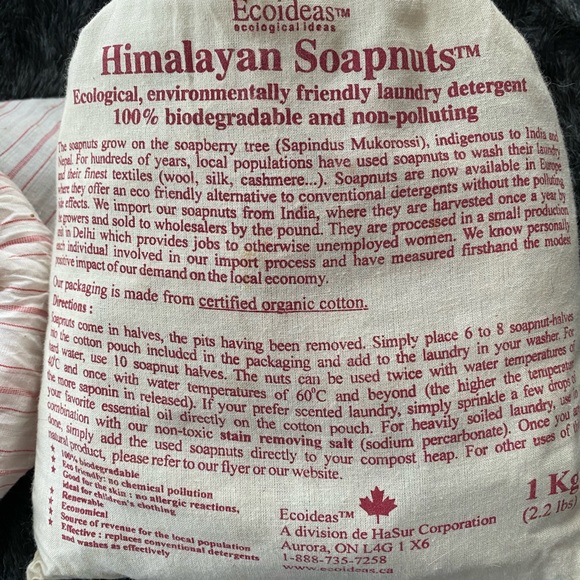 Ecoideas™
ecological ideas
Himalayan Soapnuts™
Ecological, environmentally friendly laundry detergent
100% biodegradable and non-polluting
The soapnuts grow on the soapberry tree (Sapindus Mukorossi), indigenous to India and
Nepal. For hundreds of years, local populations have used soapnuts to wash their laundry
and their finest textiles (wool, silk, cashmere...). Soapnuts are now available in Europe
where they offer an eco friendly alternative to conventional detergents without the polluting
side effects. We import our soapnuts from India, where they are harvested once a year by
growers and sold to wholesalers by the pound. They are processed in a small production
in Delhi which provides jobs to otherwise unemployed women. We know personally
each individual involved in our import process and have measured firsthand the modest
positive impact of our demand on the local economy.
Our packaging is made from certified organic cotton.
Directions :
Soapnuts come in halves, the pits having been removed. Simply place 6 to 8 soapnut-halves
into the cotton pouch included in the packaging and add to the laundry in your washer. For
hard water, use 10 soapnut halves. The nuts can be used twice with water temperatures of
40°C and once with water temperatures of 60°C and beyond (the higher the temperature
the more saponin in released). If your prefer scented laundry, simply sprinkle a few drops of
your favorite essential oil directly on the cotton pouch. For heavily soiled laundry, use in
combination with our non-toxic stain removing salt (sodium percarbonate). Once you are
done, simply add the used soapnuts directly to your compost heap. For other uses of this
natural product, please refer to our flyer or our website.
★ 100% biodegradable
★ Eco friendly: no chemical pollution
★ Good for the skin : no allergic reactions,
ideal for children's clothing
★ Renewable
★ Economical
★ Source of revenue for the local population
★ Effective : replaces conventional detergents
and washes as effectively
Ecoideas™
A division of HaSur Corporation
Aurora, ON L4G 1 X6
1-888-735-7258
www.ecoideas.ca
1 Kg
(2.2 lbs)